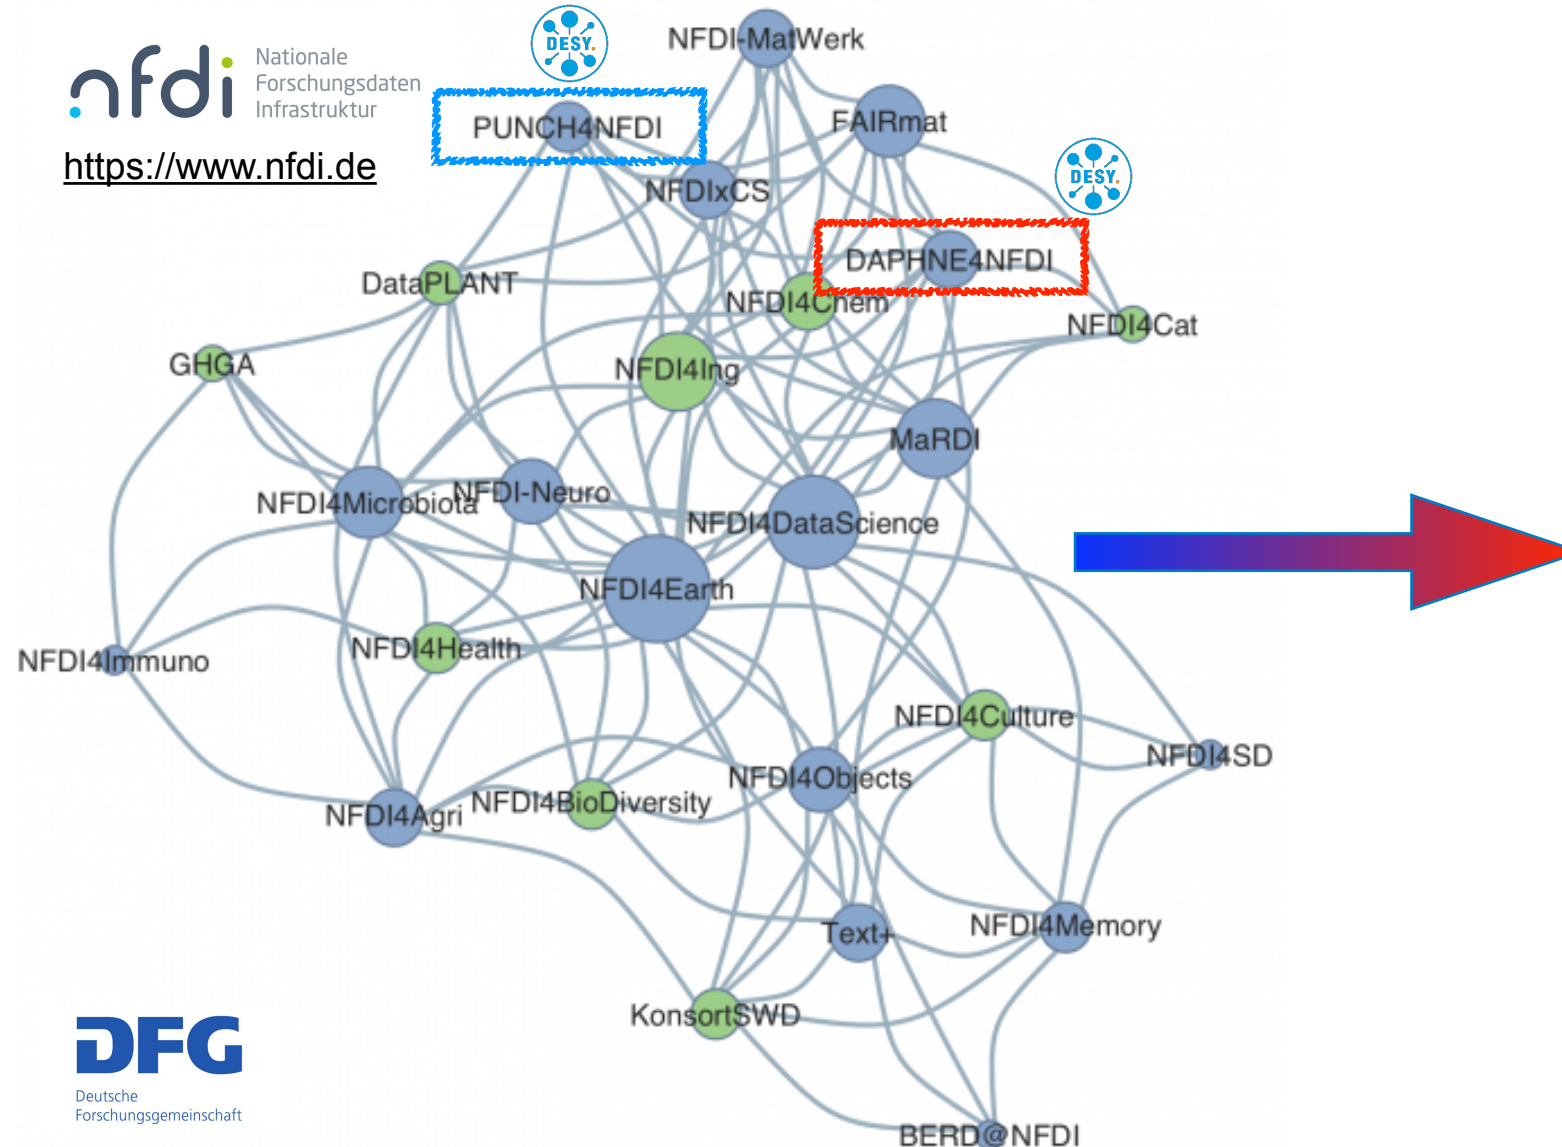 nfdi
Nationale
Forschungsdaten
Infrastruktur
https://www.nfdi.de
DESY.
NFDI-MatWerk
PUNCH4NFDI
FAIRmat
DESY.
NFDIxCS
DAPHNE4NFDI
DataPLANT
NFDI4Chem
NFDI4Cat
GHGA
NFDI4Ing
MaRDI
NFDI4Microbiota
NFDI-Neuro
NFDI4DataScience
NFDI4Earth
NFDI4Health
NFDI4Immuno
NFDI4Culture
NFDI4SD
NFDI4Objects
NFDI4BioDiversity
NFDI4Agri
Text+
NFDI4Memory
KonsortSWD
BERD@NFDI
DFG
Deutsche
Forschungsgemeinschaft